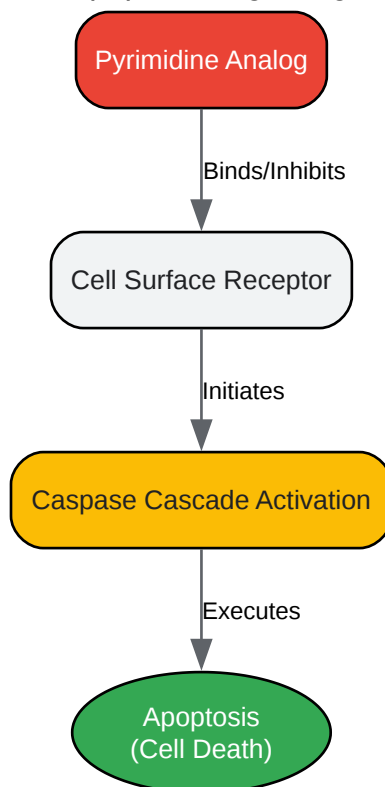 Pyrimidine Analog
Binds/Inhibits
Cell Surface Receptor
Initiates
Caspase Cascade Activation
Executes
Apoptosis
(Cell Death)